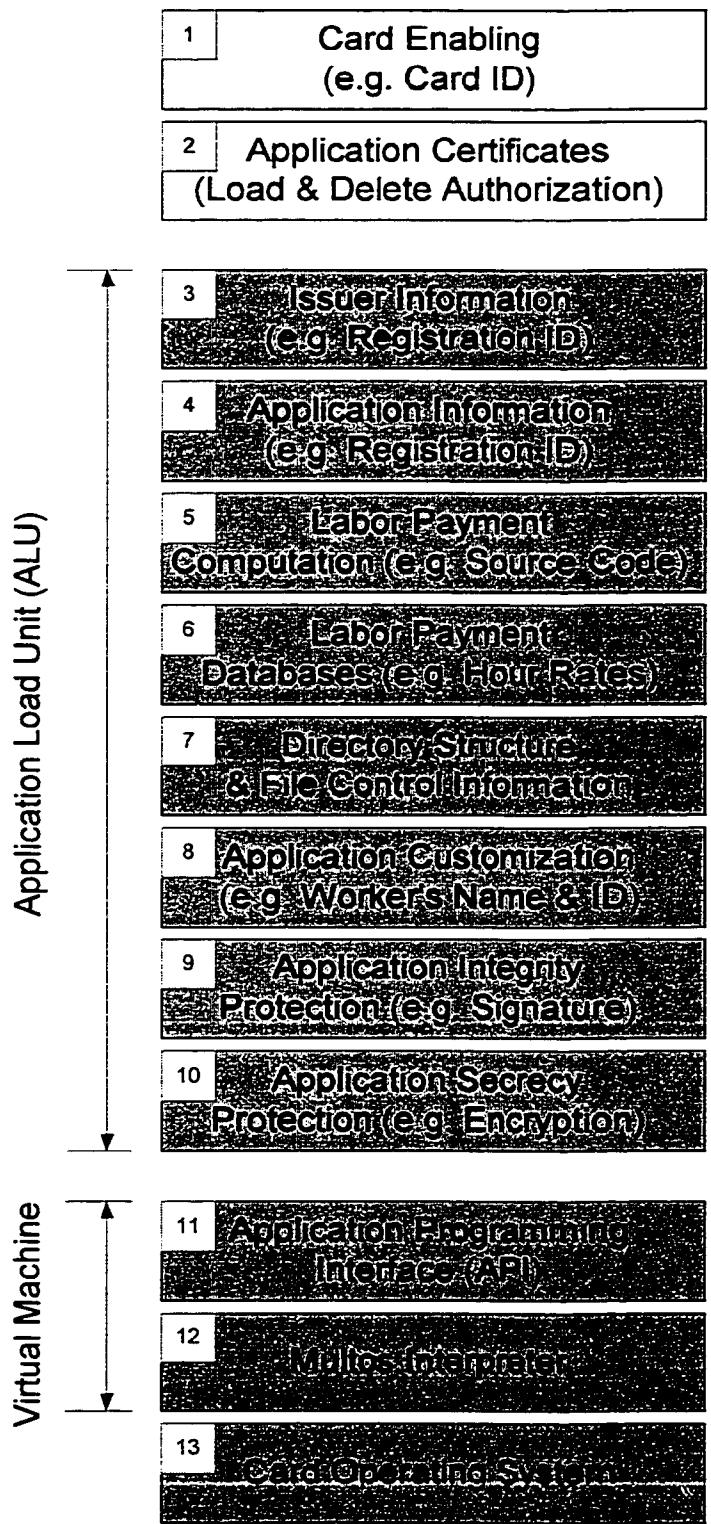 1
Card Enabling
(e.g. Card ID)
2
Application Certificates
(Load & Delete Authorization)
Application Load Unit (ALU)
3
Issuer Information
(e.g. Registration ID)
4
Application Information
(e.g. Registration ID)
5
Labor Payment
Computation (e.g. Source Code)
6
Labor Payment
Databases (e.g. Hour Rates)
7
Directory Structure
& File Control Information
8
Application Customization
(e.g. Worker's Name & ID)
9
Application Integrity
Protection (e.g. Signature)
10
Application Secrecy
Protection (e.g. Encryption)
Virtual Machine
11
Application Programming
Interface (API)
12
Multos Interpreter
13
Card Operating System